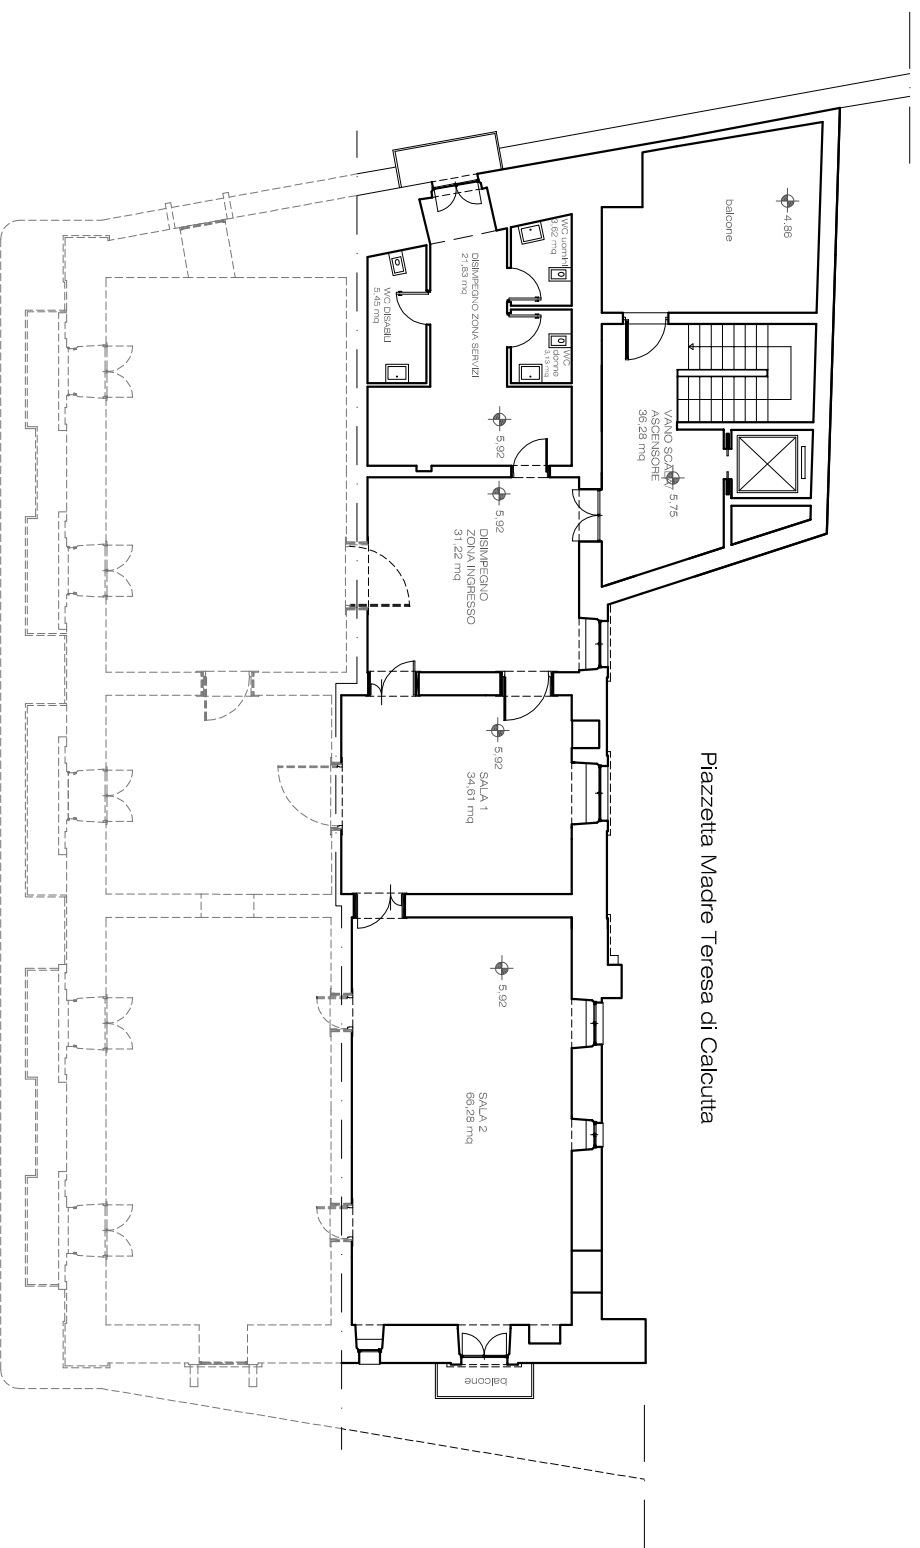 4,86
balcone
WC uomini
3,62 mq
DISIMPEGNO ZONA SERVIZI
21,83 mq
WC DISABILI
5,45 mq
WC
donne
3,13 mq
VANO SCALA/
ASCENSORE
36,28 mq
5,75
5,92
5,92
DISIMPEGNO
ZONA INGRESSO
31,22 mq
5,92
SALA 1
34,61 mq
Piazzetta Madre Teresa di Calcutta
5,92
SALA 2
66,28 mq
balcone